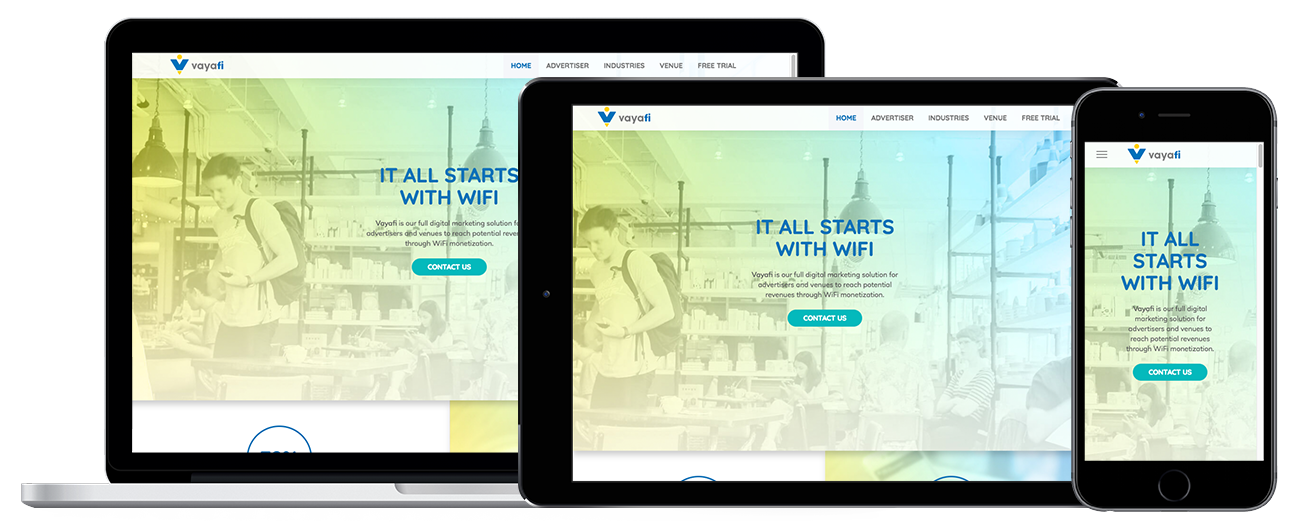 vayafi
HOME ADVERTISER INDUSTRIES VENUE FREE TRIAL
IT ALL STARTS
WITH WIFI
Vayafi is our full digital marketing solution
advertisers and venues to reach potential
through WiFi monetization.
CONTACT US
vayafi
HOME ADVERTISER INDUSTRIES VENUE FREE TRIAL
IT ALL STARTS
WITH WIFI
Vayafi is our full digital marketing solution for
advertisers and venues to reach potential
revenues through WiFi monetization.
CONTACT US
vayafi
IT ALL
STARTS
WITH WIFI
Vayafi is our full digital
marketing solution for
advertisers and venues to
reach potential revenues
through WiFi monetization.
CONTACT US